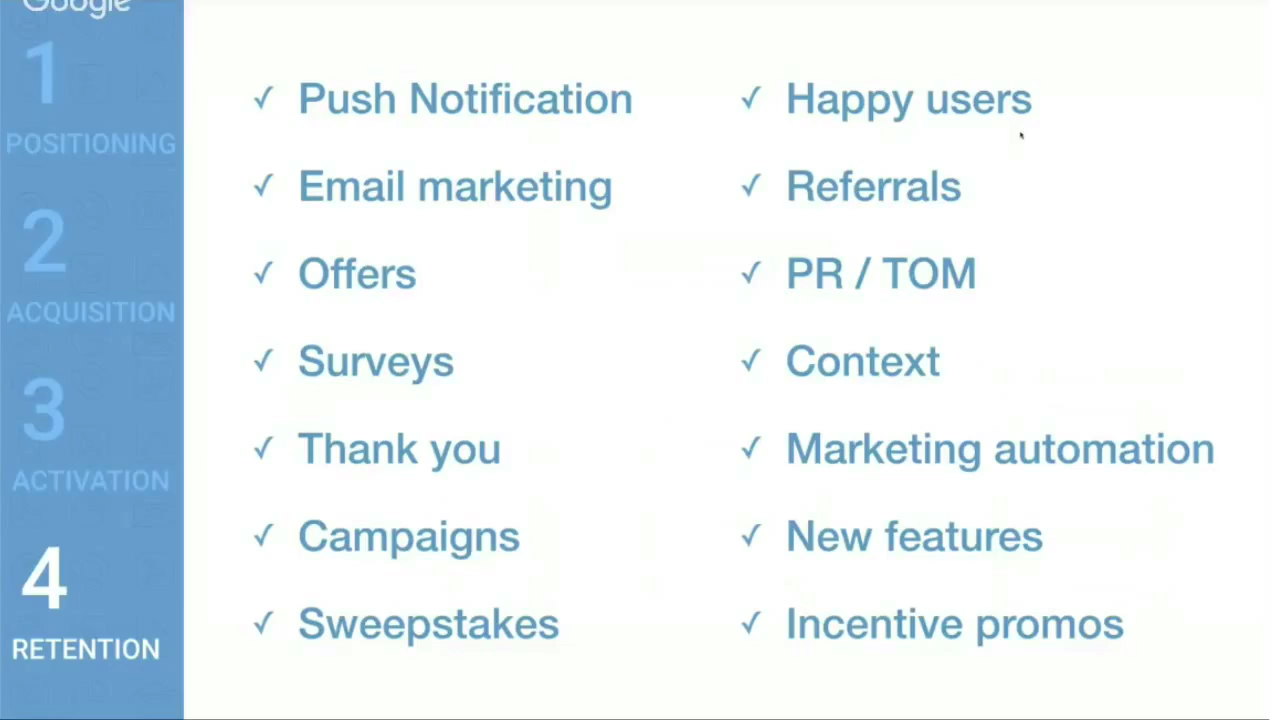 Google
1
POSITIONING
2
ACQUISITION
3
ACTIVATION
4
RETENTION
✓ Push Notification
✓ Email marketing
✓ Offers
✓ Surveys
✓ Thank you
✓ Campaigns
✓ Sweepstakes
✓ Happy users
✓ Referrals
✓ PR / TOM
✓ Context
✓ Marketing automation
✓ New features
✓ Incentive promos